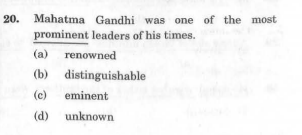 20. Mahatma Gandhi was one of the most
prominent leaders of his times.
(a) renowned
(b) distinguishable
(c) eminent
(d) unknown